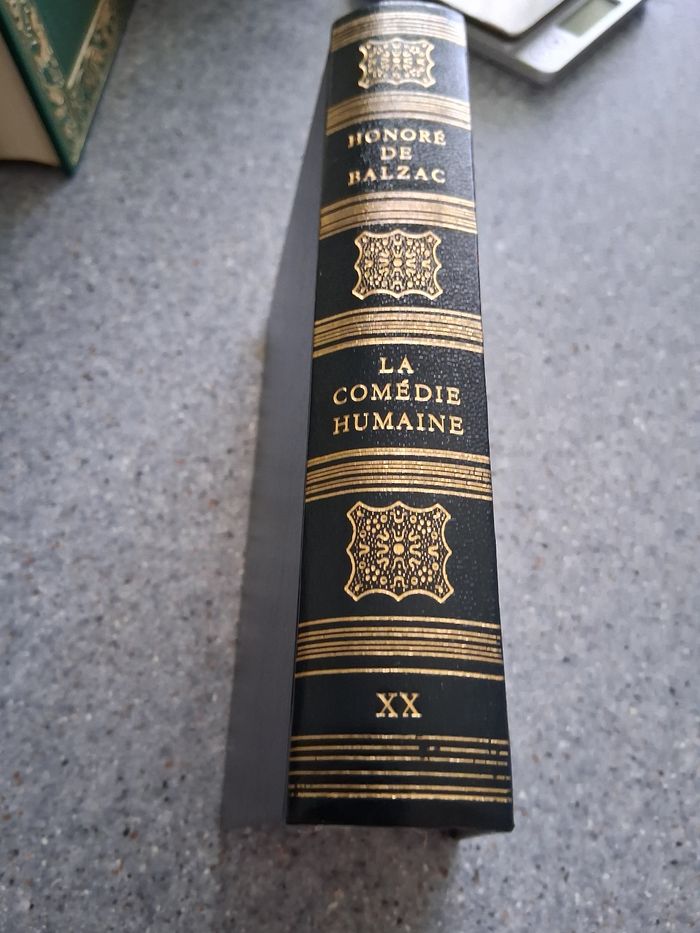 HONORÉ
DE
BALZAC
LA
COMÉDIE
HUMAINE
XX